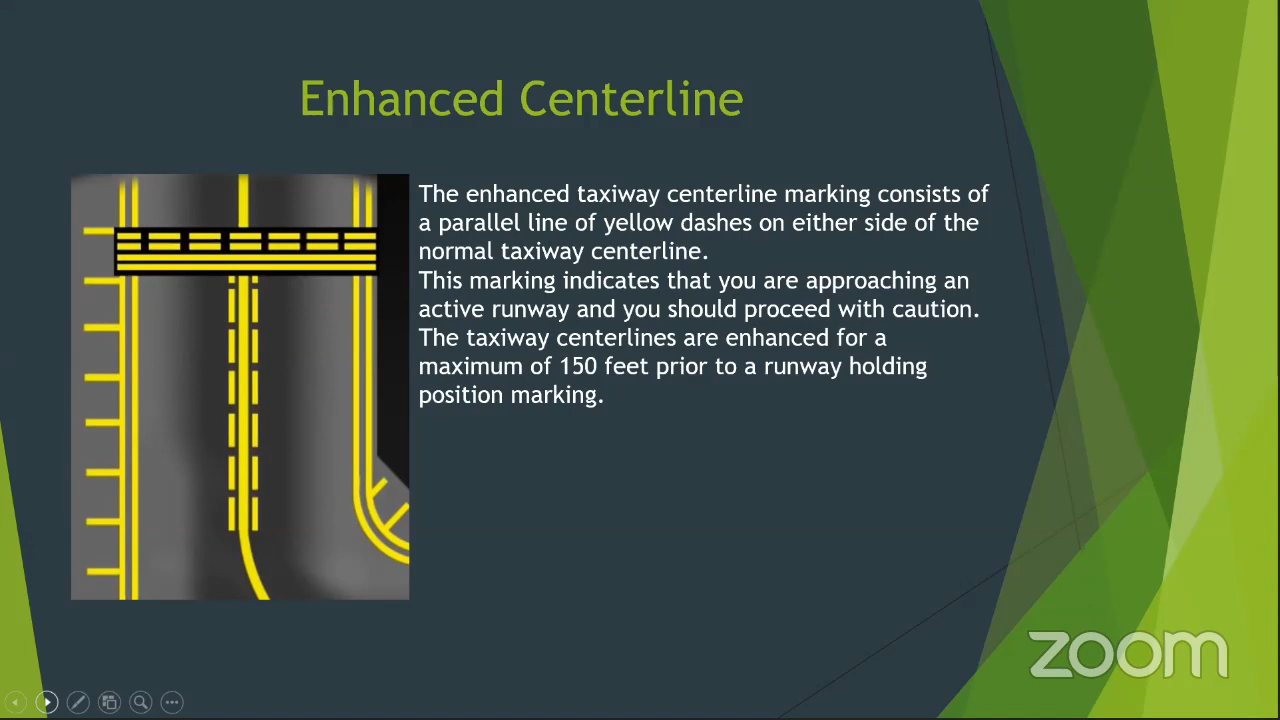 Enhanced Centerline
The enhanced taxiway centerline marking consists of
a parallel line of yellow dashes on either side of the
normal taxiway centerline.
This marking indicates that you are approaching an
active runway and you should proceed with caution.
The taxiway centerlines are enhanced for a
maximum of 150 feet prior to a runway holding
position marking.
zoom